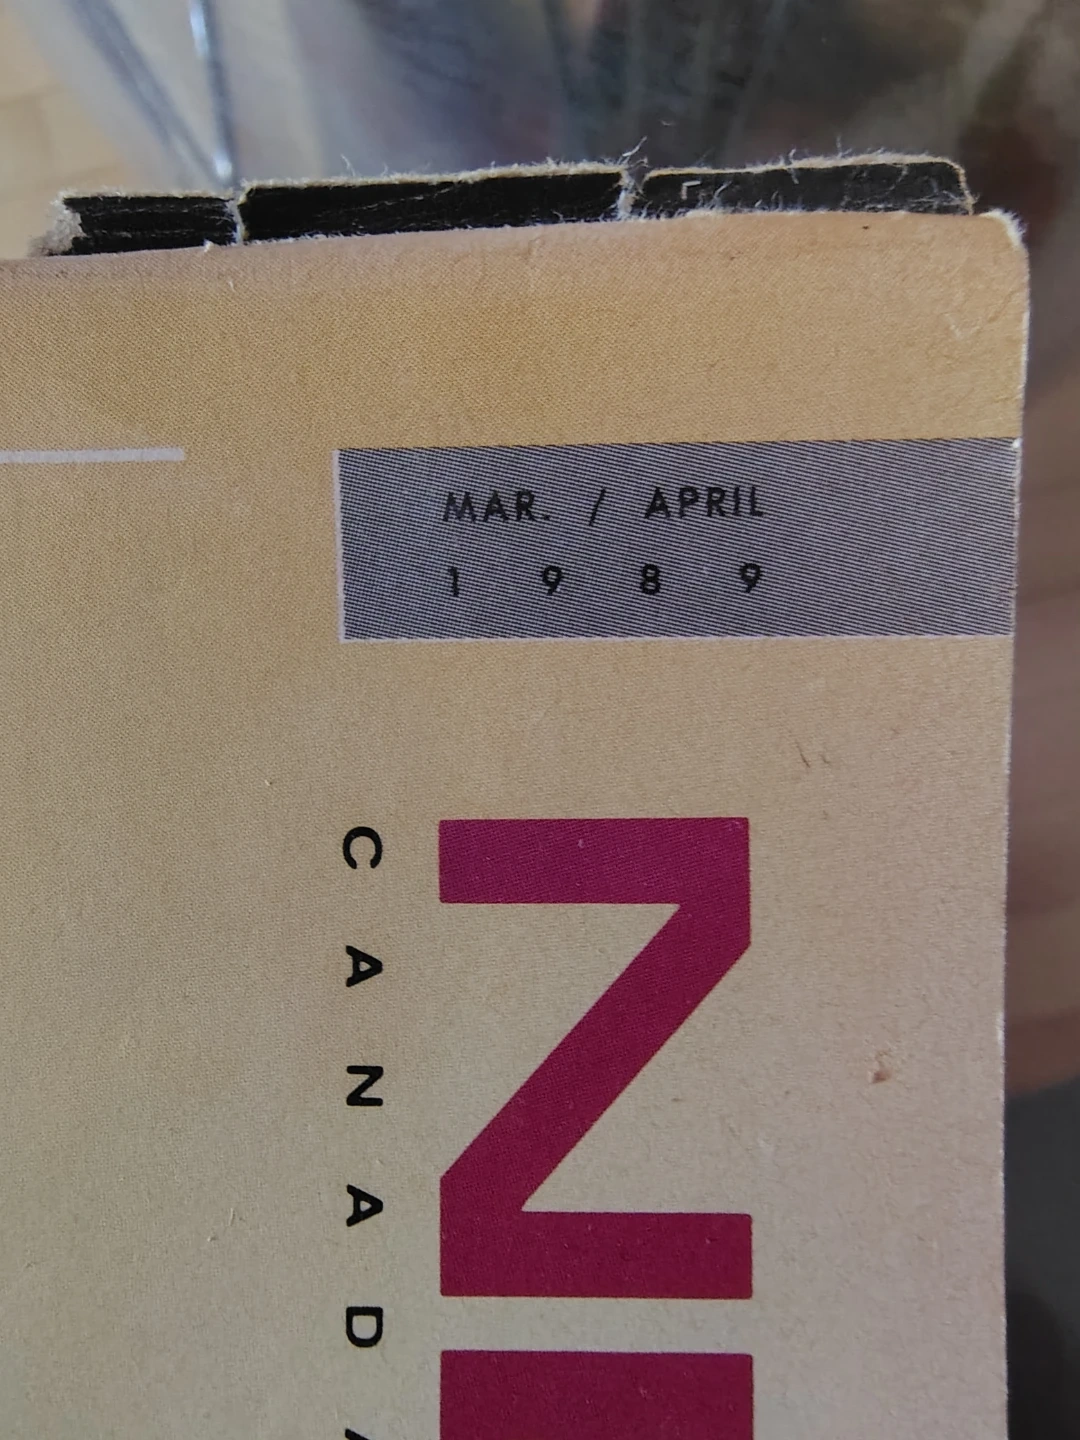 MAR. / APRIL
1 9 8 9
CANADA
N